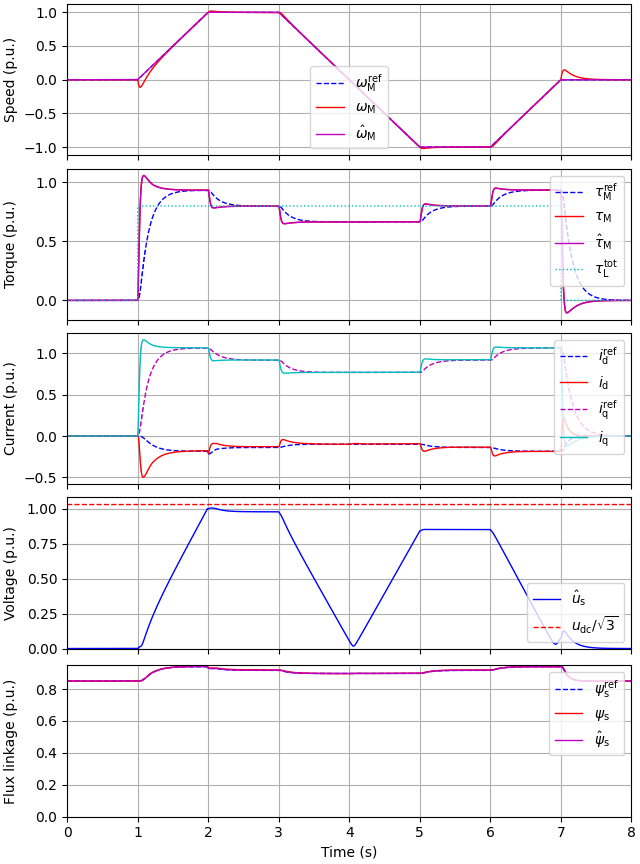 Speed (p.u.)
1.0
0.5
0.0
−0.5
−1.0
ω_M^ref
ω_M
ω̂_M
Torque (p.u.)
1.0
0.5
0.0
τ_M^ref
τ_M
τ̂_M
τ_L^tot
Current (p.u.)
1.0
0.5
0.0
−0.5
i_d^ref
i_d
i_q^ref
i_q
Voltage (p.u.)
1.00
0.75
0.50
0.25
0.00
û_s
u_dc/√3
Flux linkage (p.u.)
0.8
0.6
0.4
0.2
0.0
ψ_s^ref
ψ_s
ψ̂_s
0 1 2 3 4 5 6 7 8
Time (s)